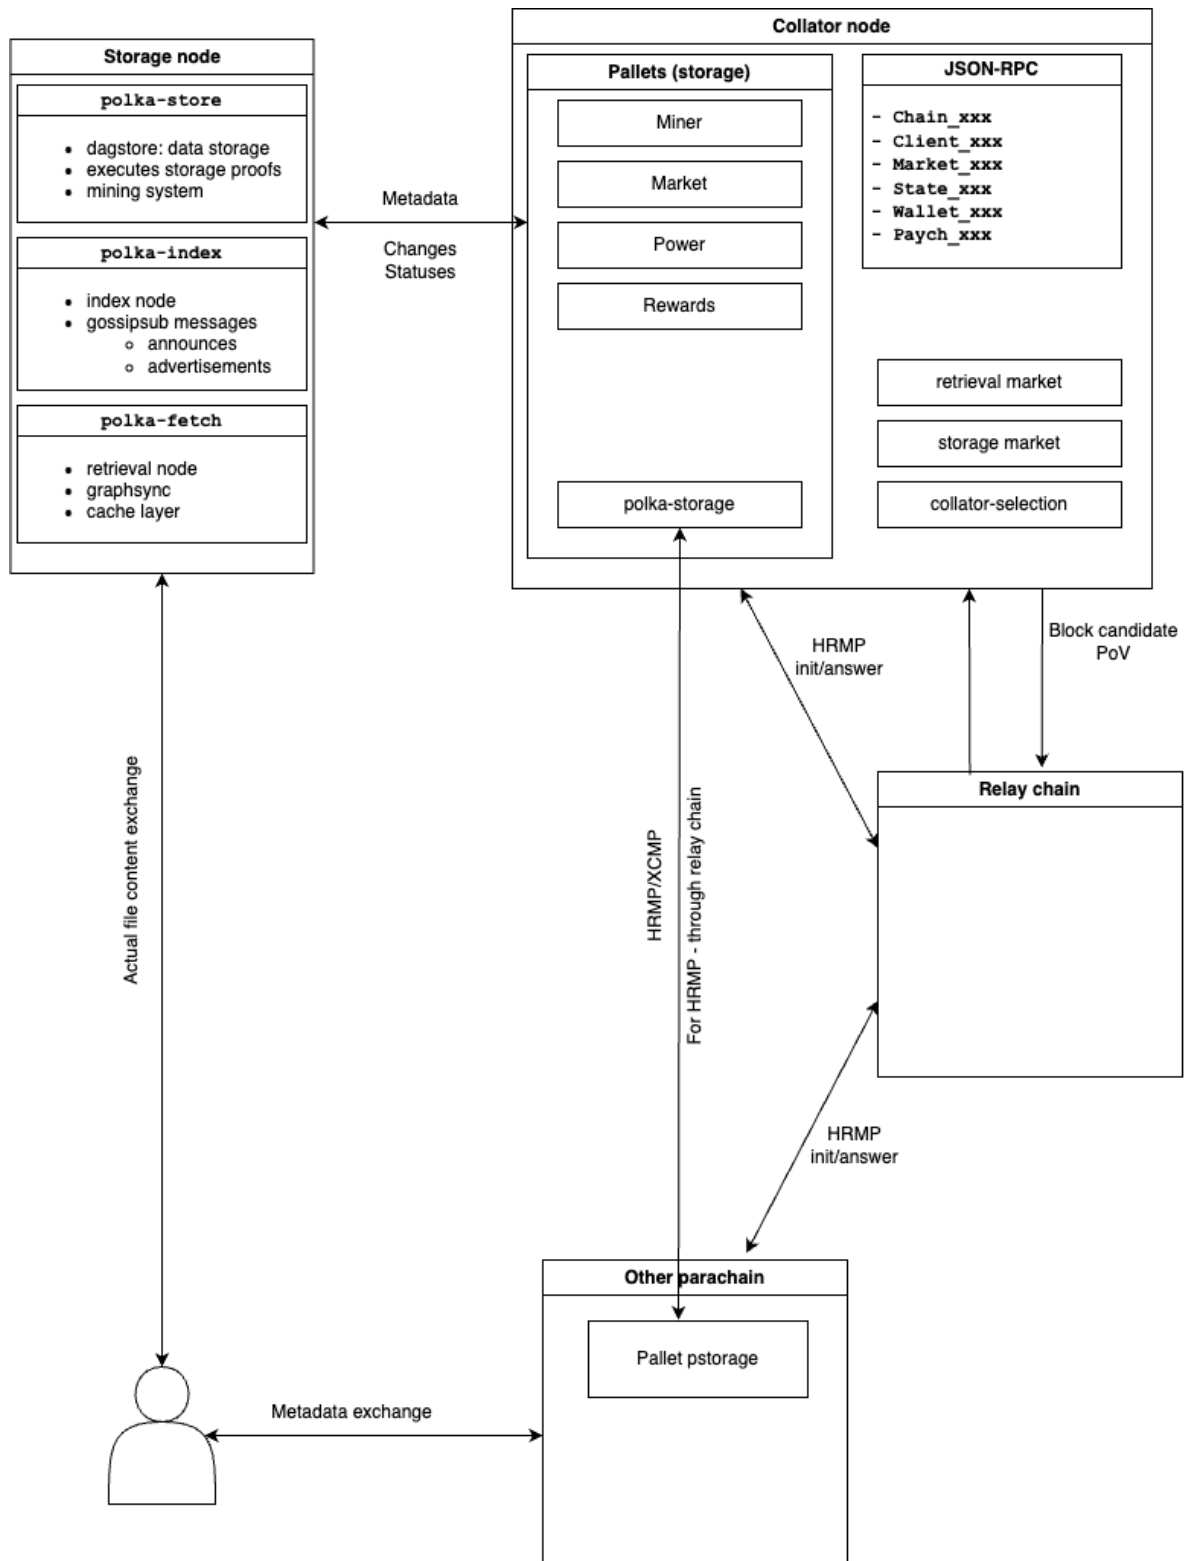 Storage node
polka-store
dagstore: data storage
executes storage proofs
mining system
polka-index
index node
gossipsub messages
announces
advertisements
polka-fetch
retrieval node
graphsync
cache layer
Metadata
Changes
Statuses
Collator node
Pallets (storage)
Miner
Market
Power
Rewards
polka-storage
JSON-RPC
- Chain_xxx
- Client_xxx
- Market_xxx
- State_xxx
- Wallet_xxx
- Paych_xxx
retrieval market
storage market
collator-selection
HRMP
init/answer
Block candidate
PoV
Relay chain
Actual file content exchange
HRMP/XCMP
For HRMP - through relay chain
HRMP
init/answer
Other parachain
Pallet pstorage
Metadata exchange